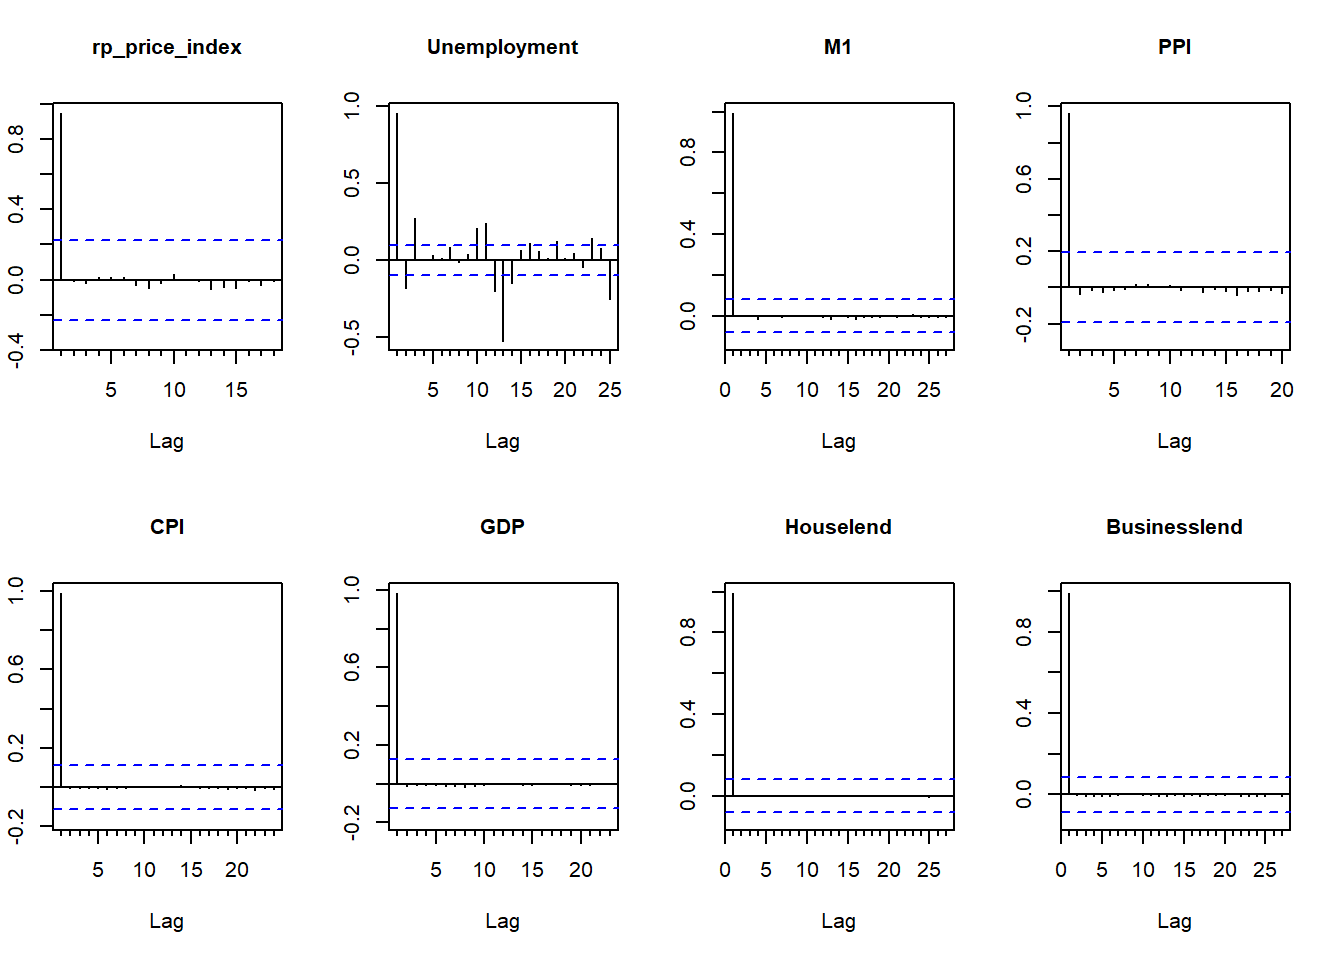 rp_price_index
Unemployment
M1
PPI
-0.4 0.0 0.4 0.8
5 10 15
Lag
-0.5 0.0 0.5 1.0
5 10 15 20 25
Lag
0.0 0.4 0.8
0 5 10 15 20 25
Lag
-0.2 0.2 0.6 1.0
5 10 15 20
Lag
CPI
GDP
Houselend
Businesslend
-0.2 0.2 0.6 1.0
5 10 15 20
Lag
-0.2 0.2 0.6 1.0
5 10 15 20
Lag
0.0 0.4 0.8
0 5 10 15 20 25
Lag
0.0 0.4 0.8
0 5 10 15 20 25
Lag